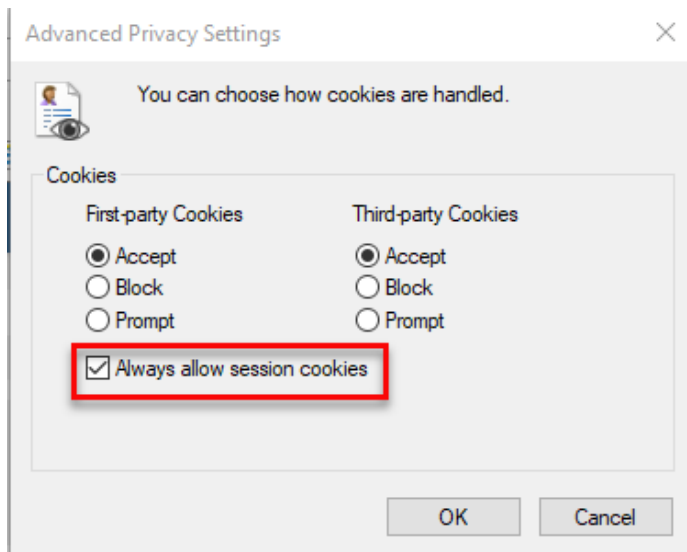 Advanced Privacy Settings
You can choose how cookies are handled.
Cookies
First-party Cookies
Third-party Cookies
Accept
Accept
Block
Block
Prompt
Prompt
Always allow session cookies
OK
Cancel